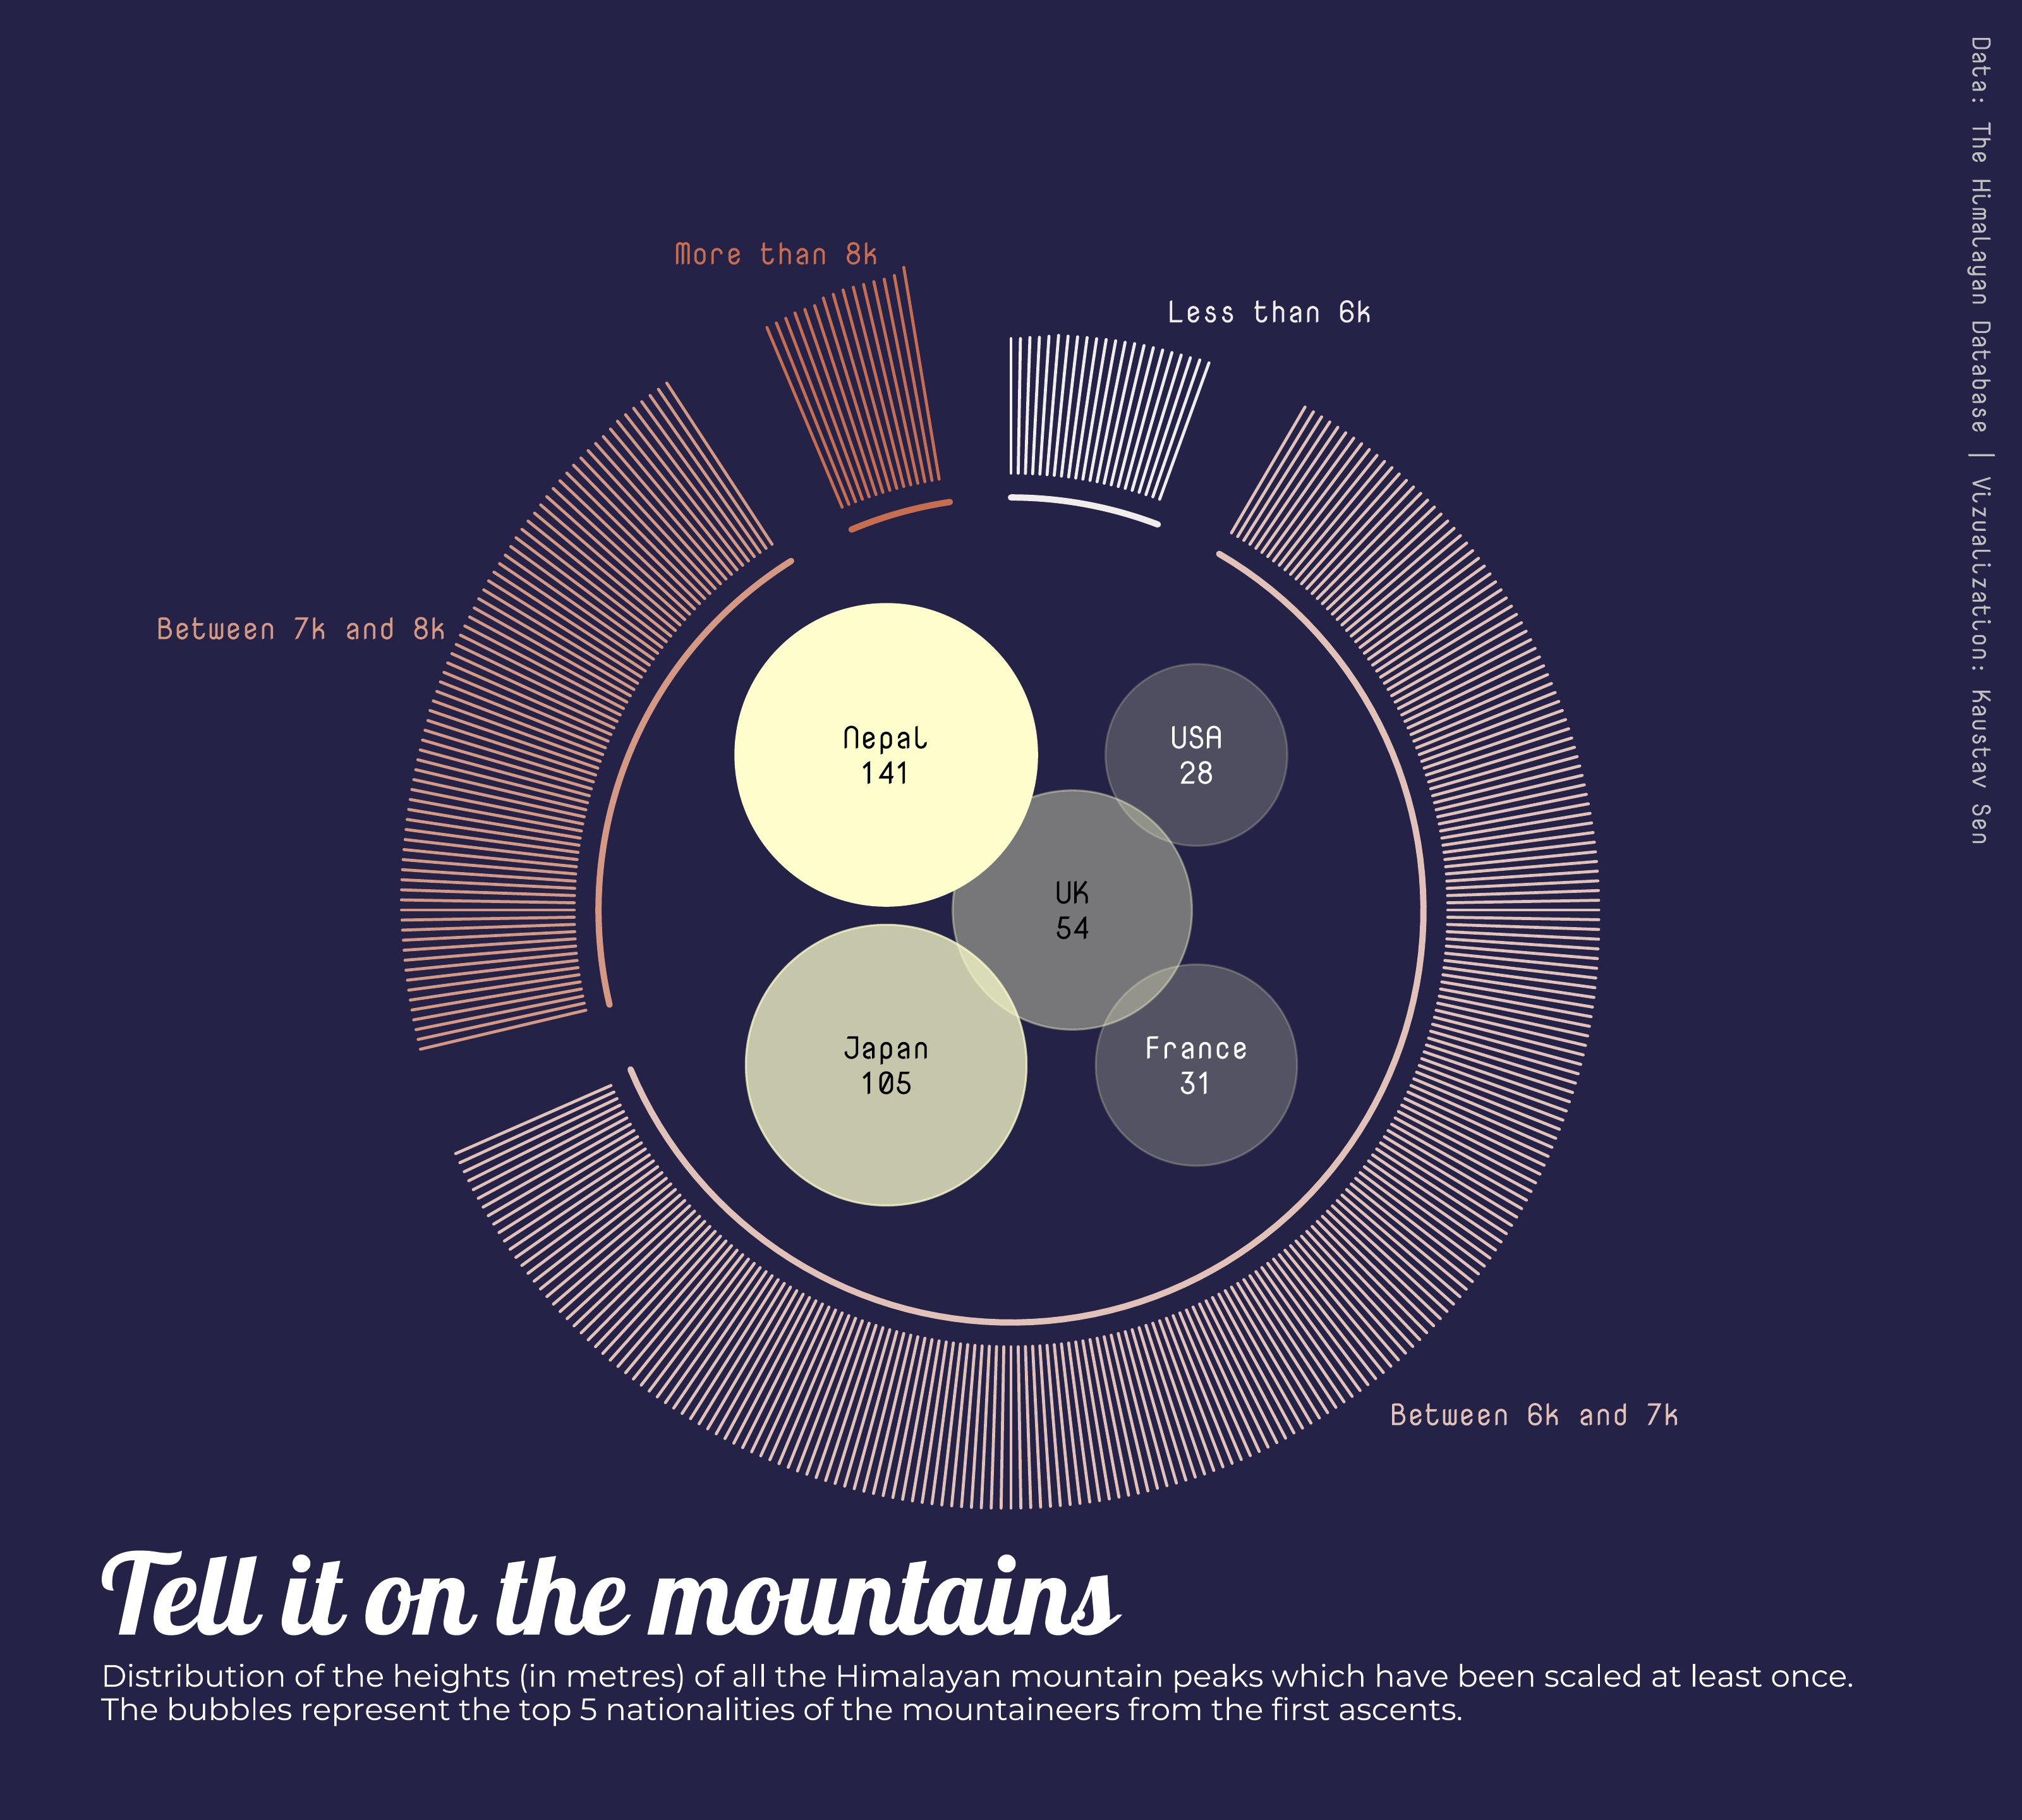 More than 8k
Less than 6k
Between 7k and 8k
Nepal
141
USA
28
UK
54
Japan
105
France
31
Between 6k and 7k
Tell it on the mountains
Distribution of the heights (in metres) of all the Himalayan mountain peaks which have been scaled at least once.
The bubbles represent the top 5 nationalities of the mountaineers from the first ascents.
Data: The Himalayan Database | Vizualization: Kaustav Sen